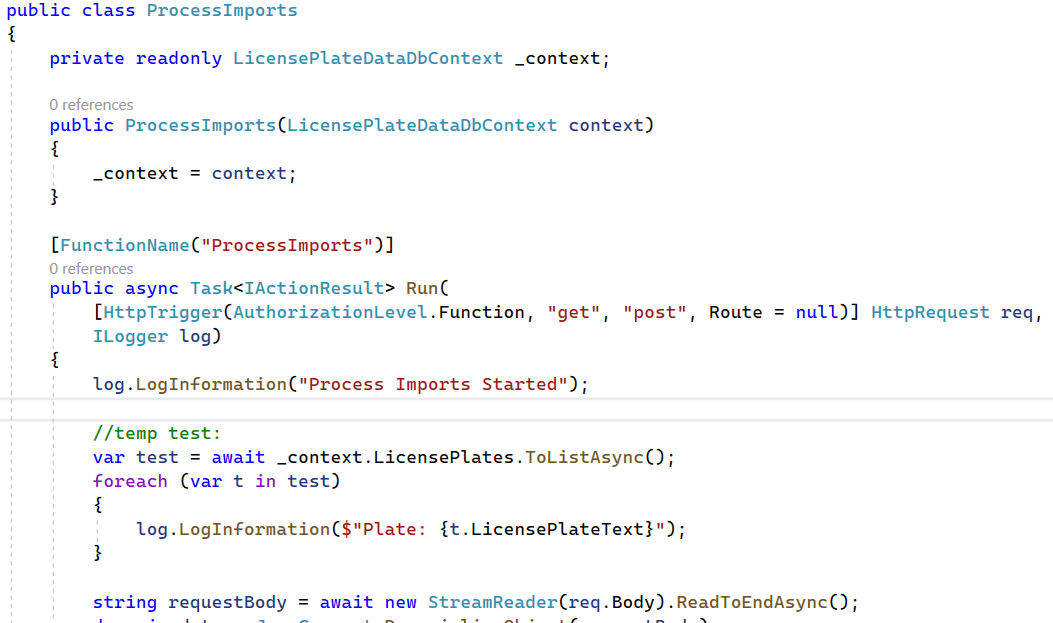 public class ProcessImports
{
private readonly LicensePlateDataDbContext _context;
0 references
public ProcessImports(LicensePlateDataDbContext context)
{
_context = context;
}
[FunctionName("ProcessImports")]
0 references
public async Task<IActionResult> Run(
[HttpTrigger(AuthorizationLevel.Function, "get", "post", Route = null)] HttpRequest req,
ILogger log)
{
log.LogInformation("Process Imports Started");
//temp test:
var test = await _context.LicensePlates.ToListAsync();
foreach (var t in test)
{
log.LogInformation($"Plate: {t.LicensePlateText}");
}
string requestBody = await new StreamReader(req.Body).ReadToEndAsync();